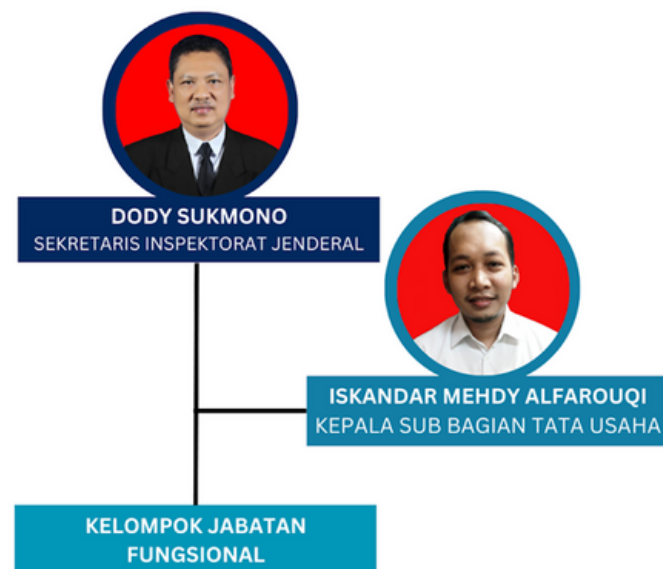 DODY SUKMONO
SEKRETARIS INSPEKTORAT JENDERAL
ISKANDAR MEHDY ALFAROUQI
KEPALA SUB BAGIAN TATA USAHA
KELOMPOK JABATAN
FUNGSIONAL